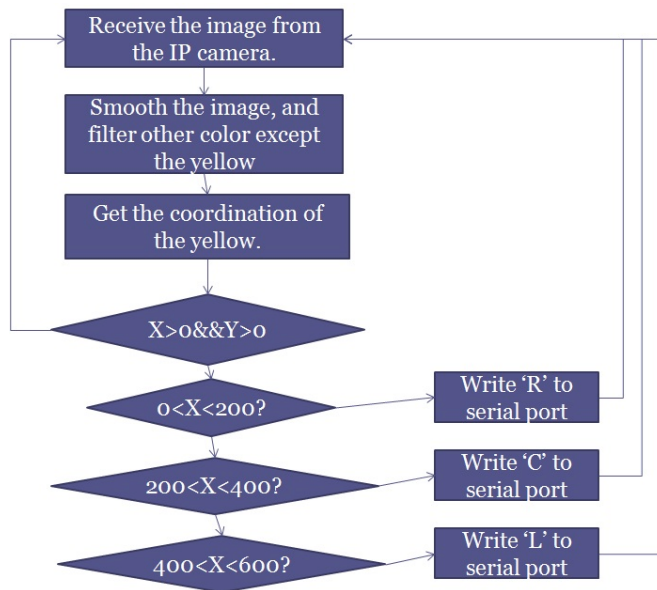 Receive the image from
the IP camera.
Smooth the image, and
filter other color except
the yellow
Get the coordination of
the yellow.
X>0&&Y>0
0<X<200?
Write ‘R’ to
serial port
200<X<400?
Write ‘C’ to
serial port
400<X<600?
Write ‘L’ to
serial port